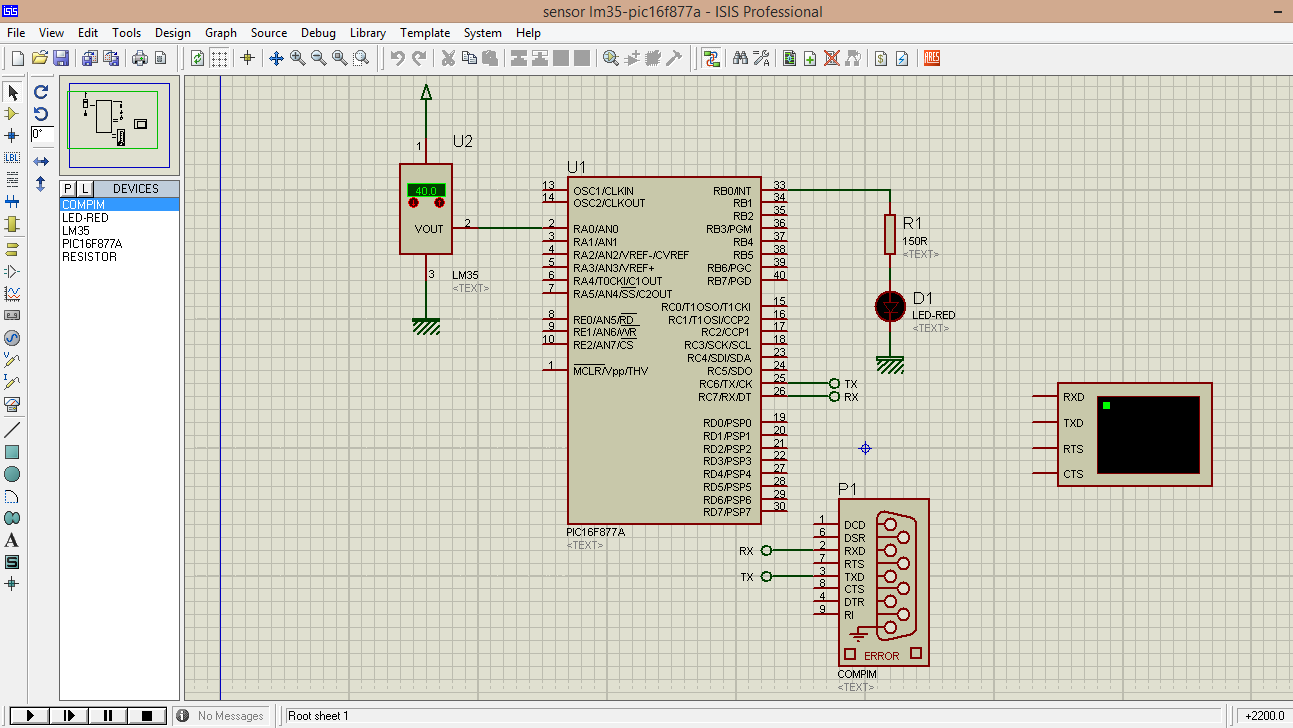 ISIS
sensor lm35-pic16f877a - ISIS Professional
File View Edit Tools Design Graph Source Debug Library Template System Help
ARES
0°
LBL
P L DEVICES
COMPIM
LED-RED
LM35
PIC16F877A
RESISTOR
A
S
1
U2
40.0
VOUT
2
3
LM35
<TEXT>
U1
13 OSC1/CLKIN
14 OSC2/CLKOUT
2 RA0/AN0
3 RA1/AN1
4 RA2/AN2/VREF-/CVREF
5 RA3/AN3/VREF+
6 RA4/T0CKI/C1OUT
7 RA5/AN4/SS/C2OUT
8 RE0/AN5/RD
9 RE1/AN6/WR
10 RE2/AN7/CS
1 MCLR/Vpp/THV
RB0/INT 33
RB1 34
RB2 35
RB3/PGM 36
RB4 37
RB5 38
RB6/PGC 39
RB7/PGD 40
RC0/T1OSO/T1CKI 15
RC1/T1OSI/CCP2 16
RC2/CCP1 17
RC3/SCK/SCL 18
RC4/SDI/SDA 23
RC5/SDO 24
RC6/TX/CK 25 TX
RC7/RX/DT 26 RX
RD0/PSP0 19
RD1/PSP1 20
RD2/PSP2 21
RD3/PSP3 22
RD4/PSP4 27
RD5/PSP5 28
RD6/PSP6 29
RD7/PSP7 30
PIC16F877A
<TEXT>
R1
150R
<TEXT>
D1
LED-RED
<TEXT>
RXD
TXD
RTS
CTS
P1
1 DCD
6 DSR
RX 2 RXD
7 RTS
TX 3 TXD
8 CTS
4 DTR
9 RI
ERROR
COMPIM
<TEXT>
No Messages Root sheet 1 +2200.0